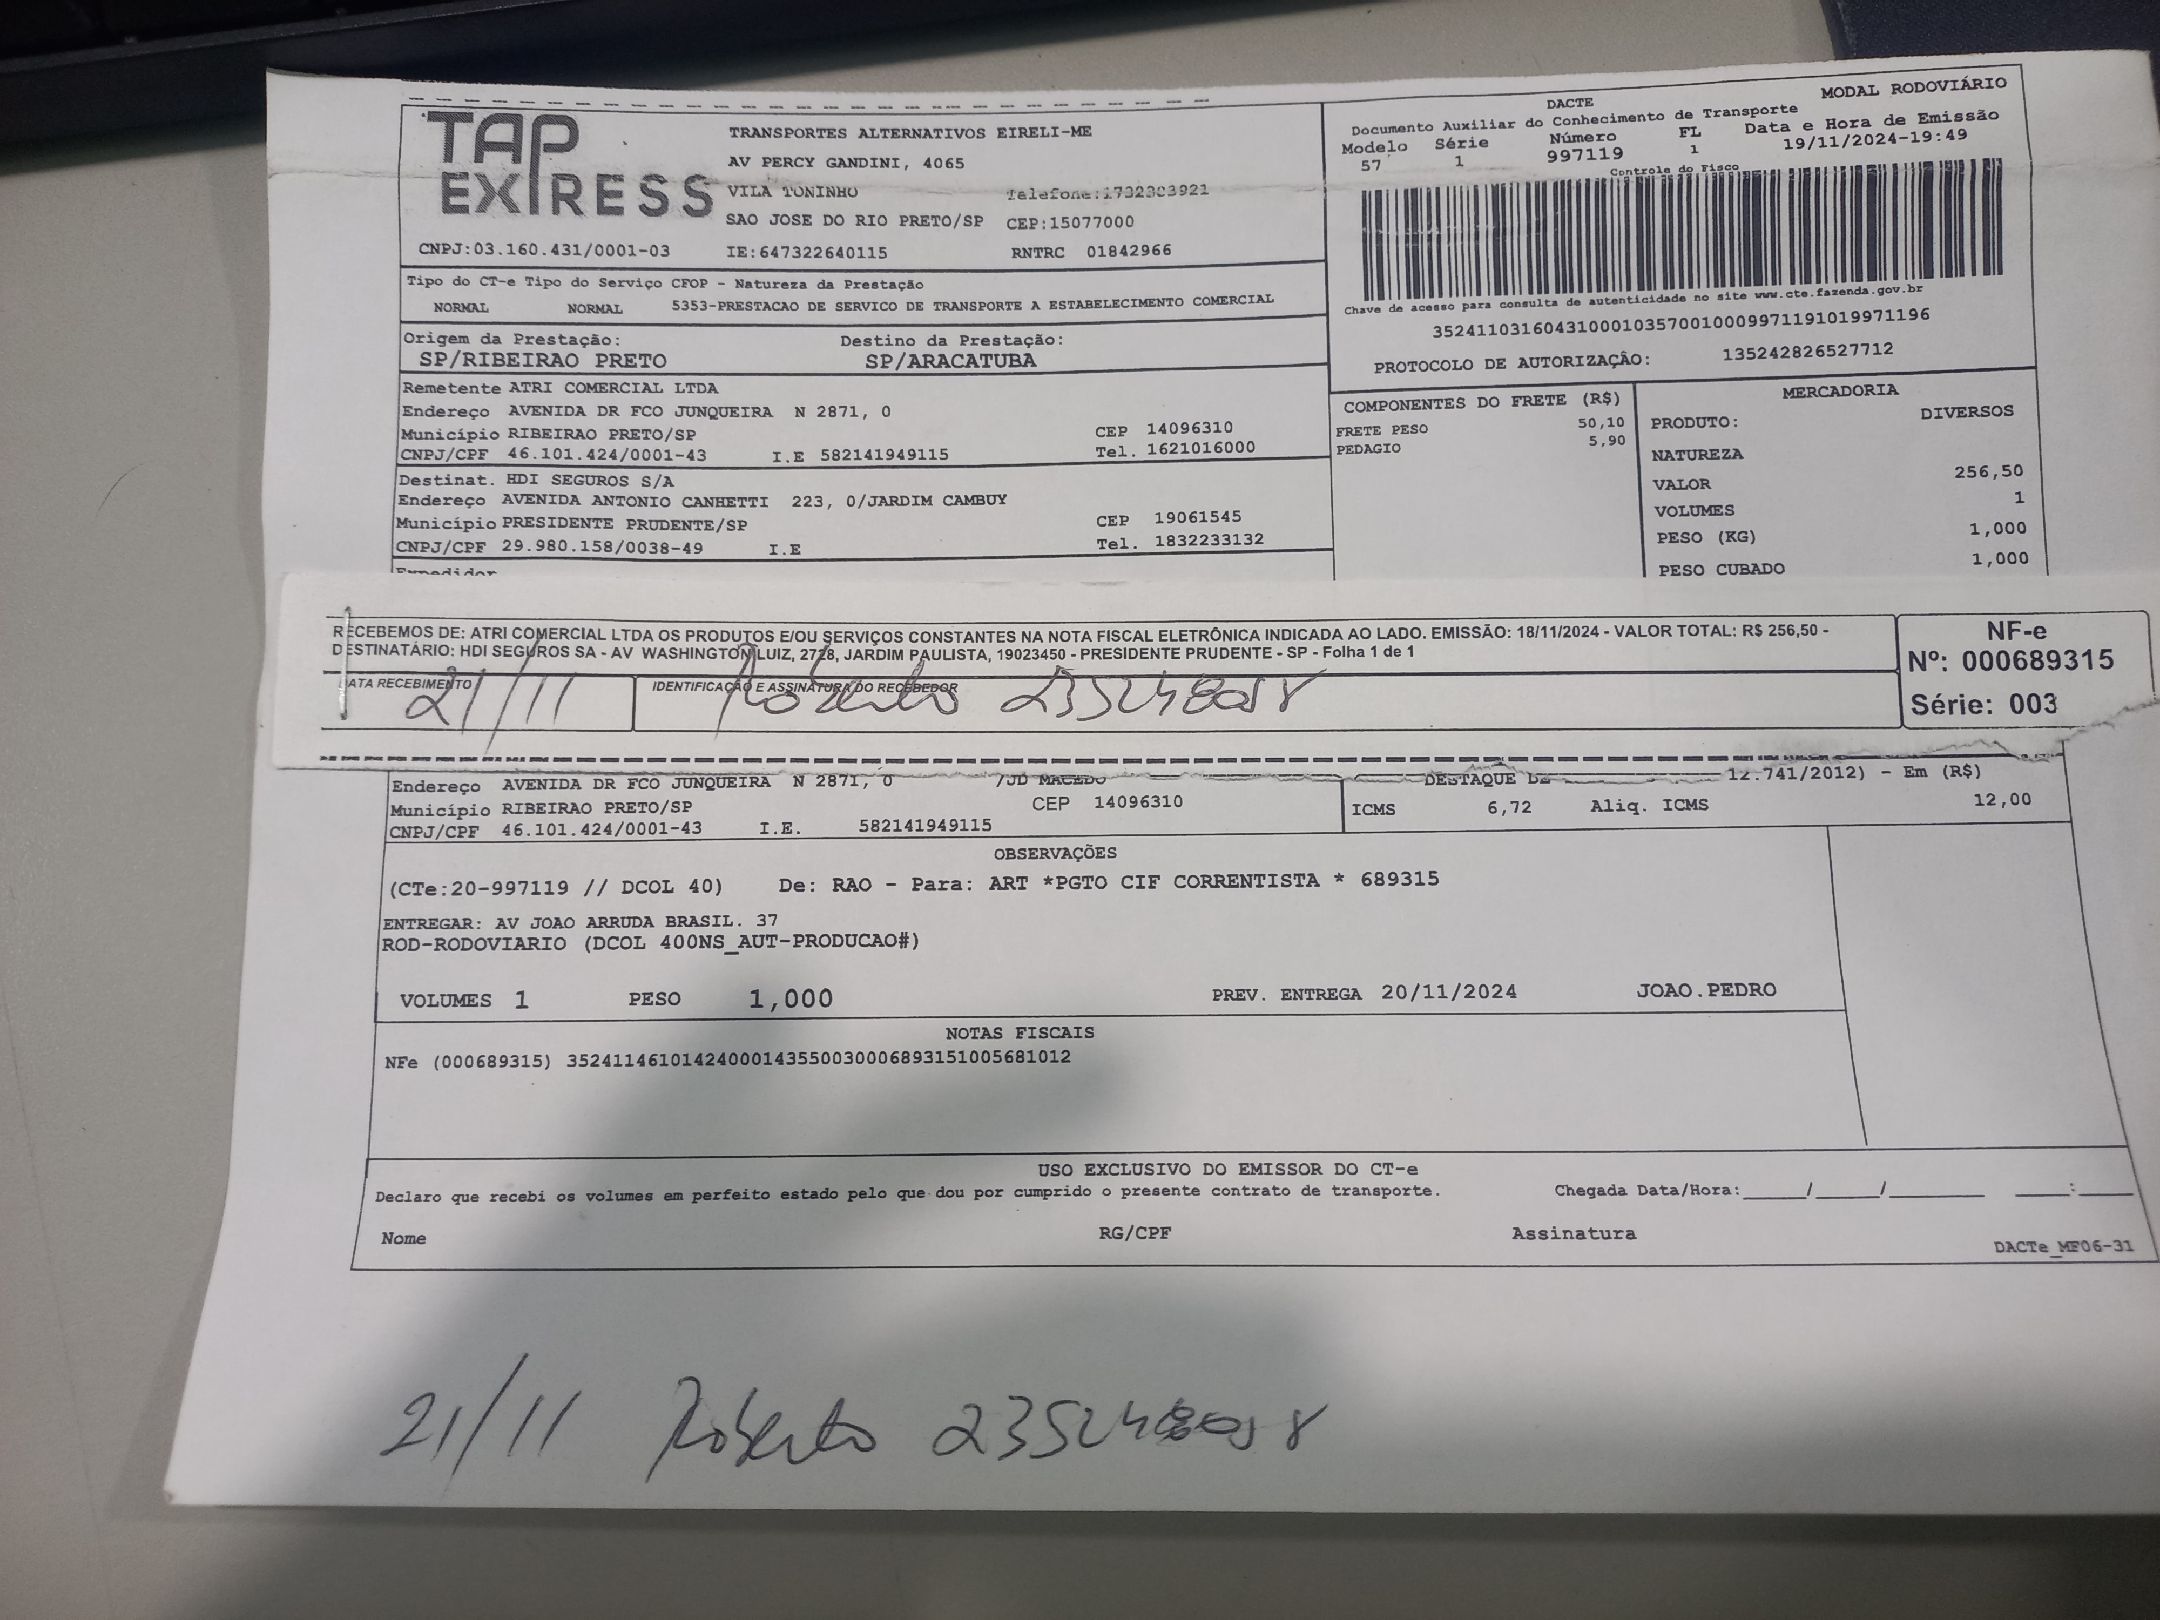 TAP EXPRESS
TRANSPORTES ALTERNATIVOS EIRELI-ME
AV PERCY GANDINI, 4065
VILA TONINHO Telefone:1732303921
SAO JOSE DO RIO PRETO/SP CEP:15077000
CNPJ:03.160.431/0001-03 IE:647322640115 RNTRC 01842966
MODAL RODOVIÁRIO
DACTE
Documento Auxiliar do Conhecimento de Transporte
Modelo Série Número FL Data e Hora de Emissão
57 1 997119 1 19/11/2024-19:49
Controle do Fisco
Chave de acesso para consulta de autenticidade no site www.cte.fazenda.gov.br
35241103160431000103570010009971191019971196
PROTOCOLO DE AUTORIZAÇÃO: 135242826527712
Tipo do CT-e Tipo do Serviço CFOP - Natureza da Prestação
NORMAL NORMAL 5353-PRESTACAO DE SERVICO DE TRANSPORTE A ESTABELECIMENTO COMERCIAL
Origem da Prestação: Destino da Prestação:
SP/RIBEIRAO PRETO SP/ARACATUBA
Remetente ATRI COMERCIAL LTDA
Endereço AVENIDA DR FCO JUNQUEIRA N 2871, 0
Município RIBEIRAO PRETO/SP CEP 14096310
CNPJ/CPF 46.101.424/0001-43 I.E 582141949115 Tel. 1621016000
Destinat. HDI SEGUROS S/A
Endereço AVENIDA ANTONIO CANHETTI 223, 0/JARDIM CAMBUY
Município PRESIDENTE PRUDENTE/SP CEP 19061545
CNPJ/CPF 29.980.158/0038-49 I.E Tel. 1832233132
Expedidor
COMPONENTES DO FRETE (R$)
FRETE PESO 50,10
PEDAGIO 5,90
MERCADORIA
PRODUTO: DIVERSOS
NATUREZA
VALOR 256,50
VOLUMES 1
PESO (KG) 1,000
PESO CUBADO 1,000
RECEBEMOS DE: ATRI COMERCIAL LTDA OS PRODUTOS E/OU SERVIÇOS CONSTANTES NA NOTA FISCAL ELETRÔNICA INDICADA AO LADO. EMISSÃO: 18/11/2024 - VALOR TOTAL: R$ 256,50 -
DESTINATÁRIO: HDI SEGUROS SA - AV WASHINGTON LUIZ, 2728, JARDIM PAULISTA, 19023450 - PRESIDENTE PRUDENTE - SP - Folha 1 de 1
DATA RECEBIMENTO IDENTIFICAÇÃO E ASSINATURA DO RECEBEDOR
21/11 Roberto 235248058
NF-e
Nº: 000689315
Série: 003
Endereço AVENIDA DR FCO JUNQUEIRA N 2871, 0 /JD MACEDO
Município RIBEIRAO PRETO/SP CEP 14096310
CNPJ/CPF 46.101.424/0001-43 I.E. 582141949115
DESTAQUE 12.741/2012) - Em (R$)
ICMS 6,72 Aliq. ICMS 12,00
OBSERVAÇÕES
(CTe:20-997119 // DCOL 40) De: RAO - Para: ART *PGTO CIF CORRENTISTA * 689315
ENTREGAR: AV JOAO ARRUDA BRASIL. 37
ROD-RODOVIARIO (DCOL 400NS_AUT-PRODUCAO#)
VOLUMES 1 PESO 1,000 PREV. ENTREGA 20/11/2024 JOAO.PEDRO
NOTAS FISCAIS
NFe (000689315) 35241146101424000143550030006893151005681012
USO EXCLUSIVO DO EMISSOR DO CT-e
Declaro que recebi os volumes em perfeito estado pelo que dou por cumprido o presente contrato de transporte. Chegada Data/Hora:_____/_____/________ ____:____
Nome RG/CPF Assinatura
DACTe_MF06-31
21/11 Roberto 235248058